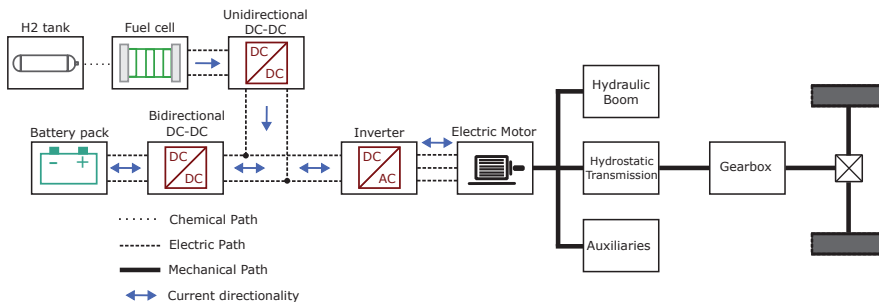 H2 tank
Fuel cell
Unidirectional
DC-DC
DC
DC
Battery pack
Bidirectional
DC-DC
DC
DC
Inverter
DC
AC
Electric Motor
Hydraulic
Boom
Hydrostatic
Transmission
Gearbox
Auxiliaries
Chemical Path
Electric Path
Mechanical Path
Current directionality